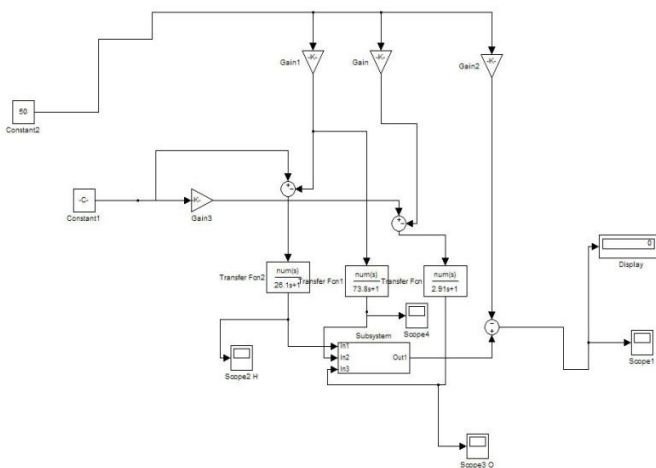 -K-
-K-
-K-
Gain1
Gain
Gain2
50
Constant2
-C-
Constant1
-K-
Gain3
+
-
+
-
Transfer Fcn2
num(s)
26.1s+1
Transfer Fcn1
num(s)
73.8s+1
Transfer Fcn
num(s)
2.91s+1
0
Display
Scope4
Subsystem
In1
In2
In3
Out1
-
+
Scope1
Scope2 H
Scope3 O